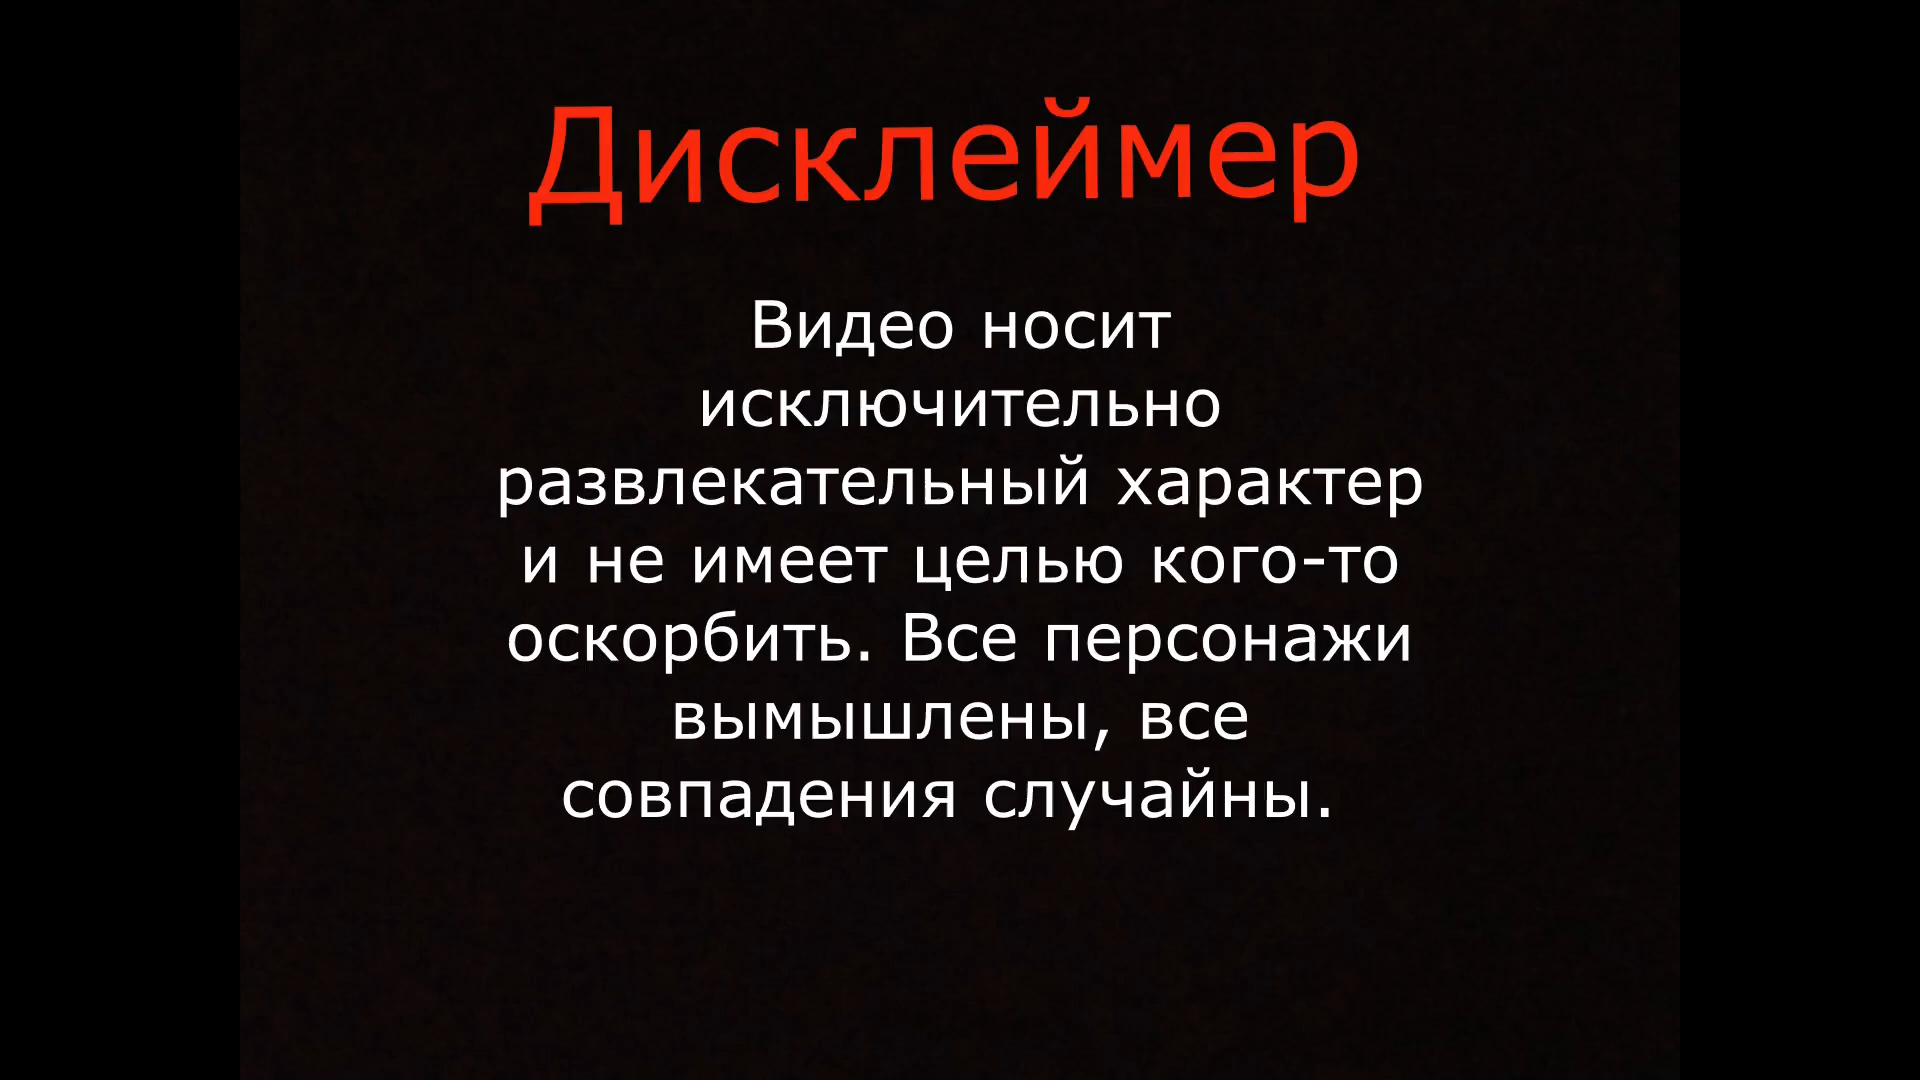 Дисклеймер
Видео носит
исключительно
развлекательный характер
и не имеет целью кого-то
оскорбить. Все персонажи
вымышлены, все
совпадения случайны.